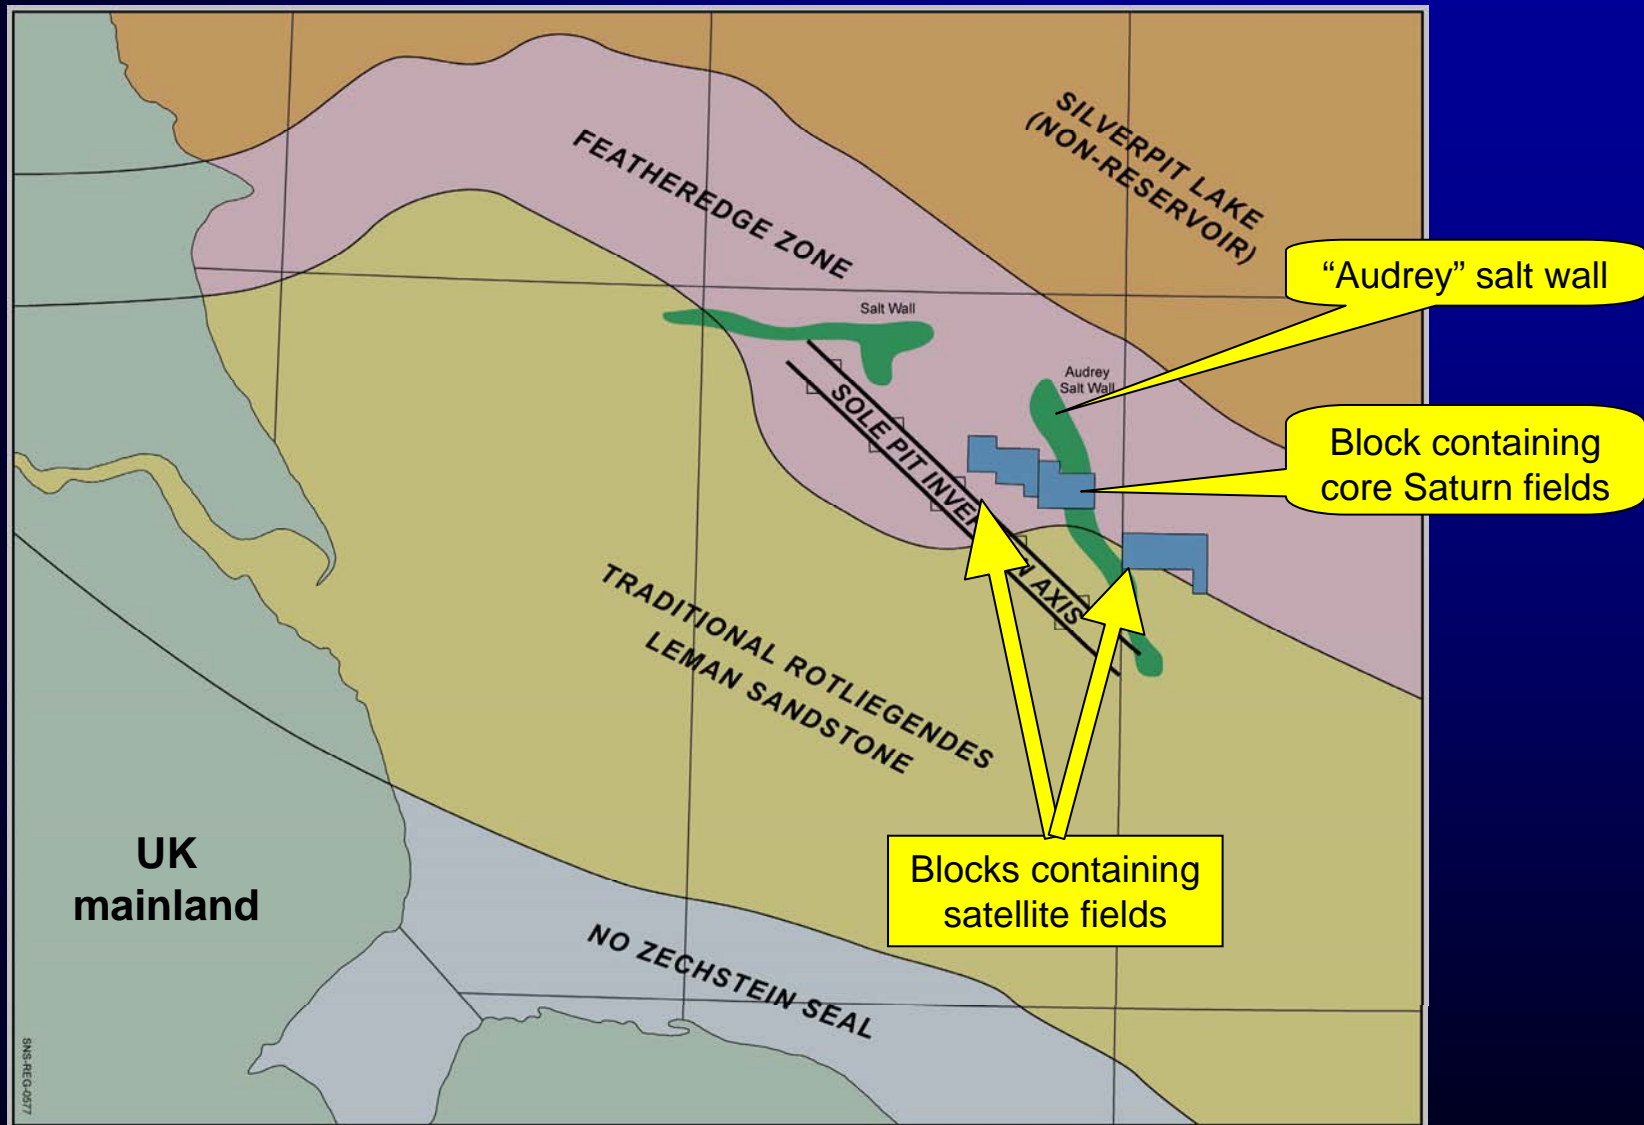 SILVERPIT LAKE
(NON-RESERVOIR)
FEATHEREDGE ZONE
“Audrey” salt wall
Salt Wall
Audrey
Salt Wall
SOLE PIT INVER N AXIS
Block containing
core Saturn fields
TRADITIONAL ROTLIEGENDES
LEMAN SANDSTONE
UK
mainland
Blocks containing
satellite fields
NO ZECHSTEIN SEAL
SNS-REG-0577